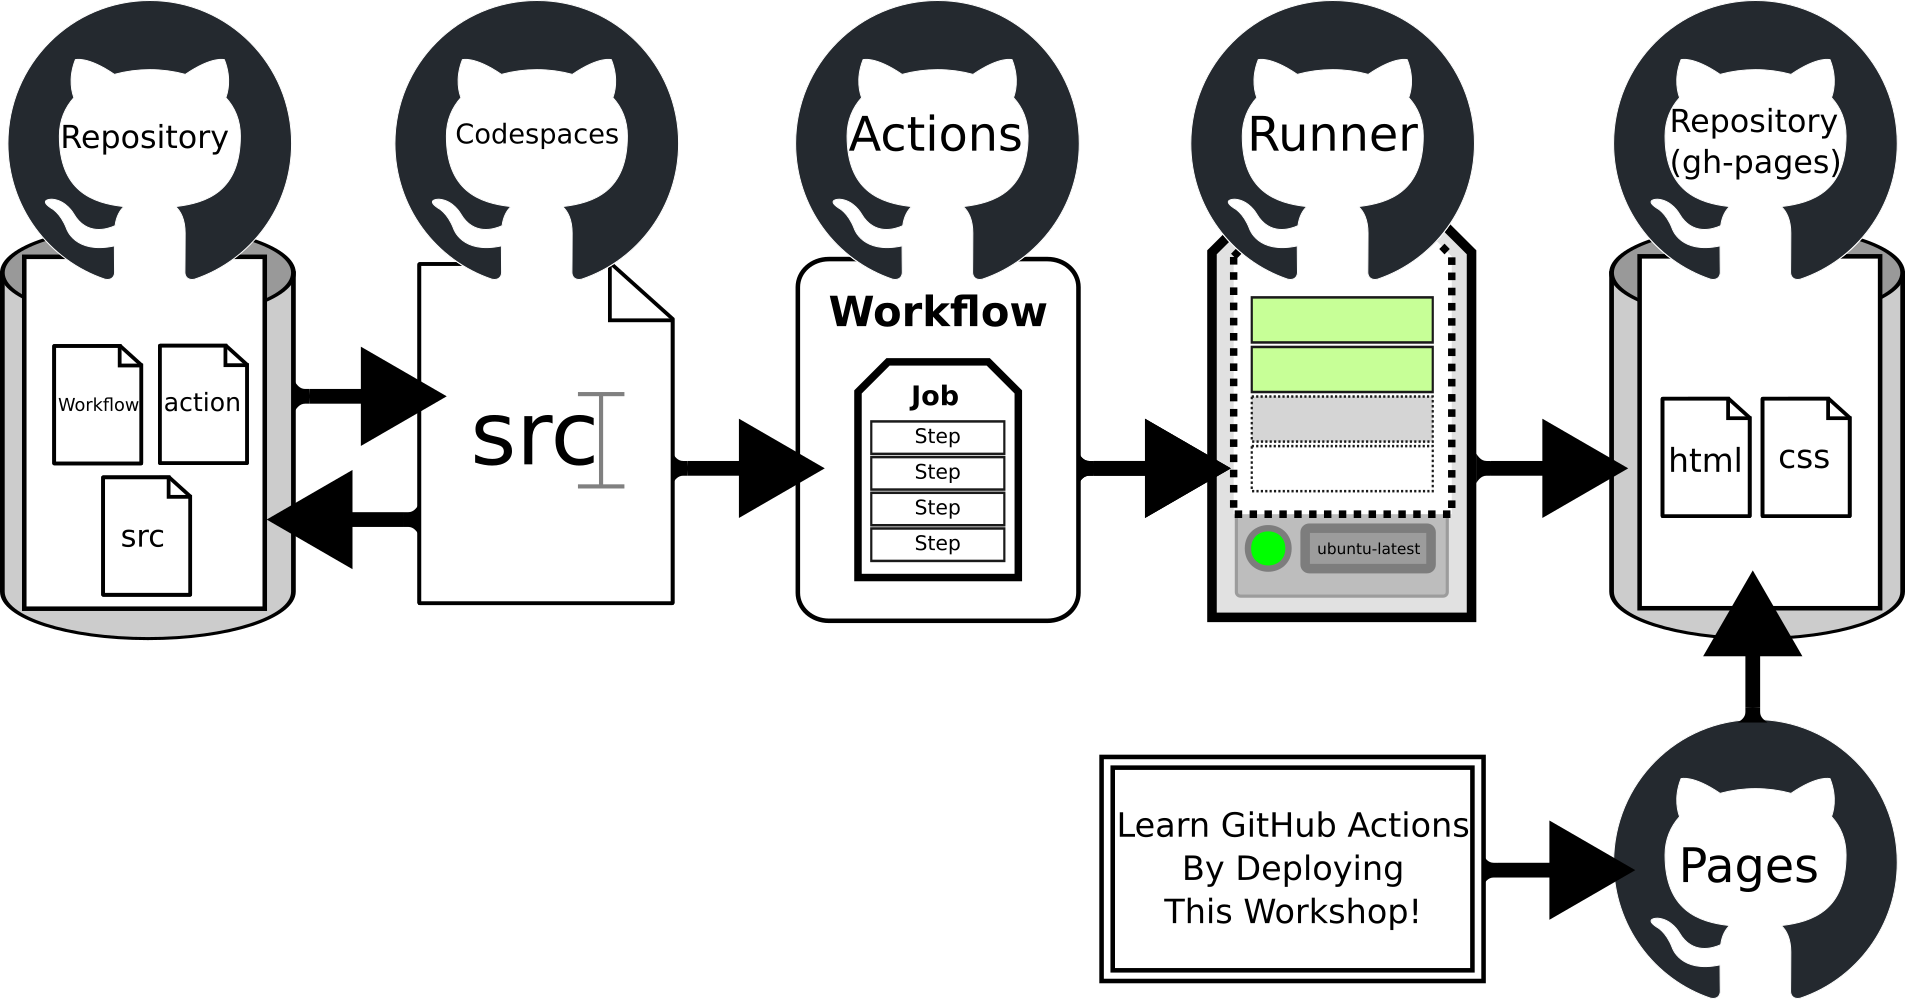 Repository
Codespaces
Actions
Runner
Repository
(gh-pages)
Workflow
action
src
src
Workflow
Job
Step
Step
Step
Step
ubuntu-latest
html
css
Learn GitHub Actions
By Deploying
This Workshop!
Pages